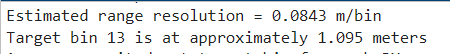 Estimated range resolution = 0.0843 m/bin
Target bin 13 is at approximately 1.095 meters